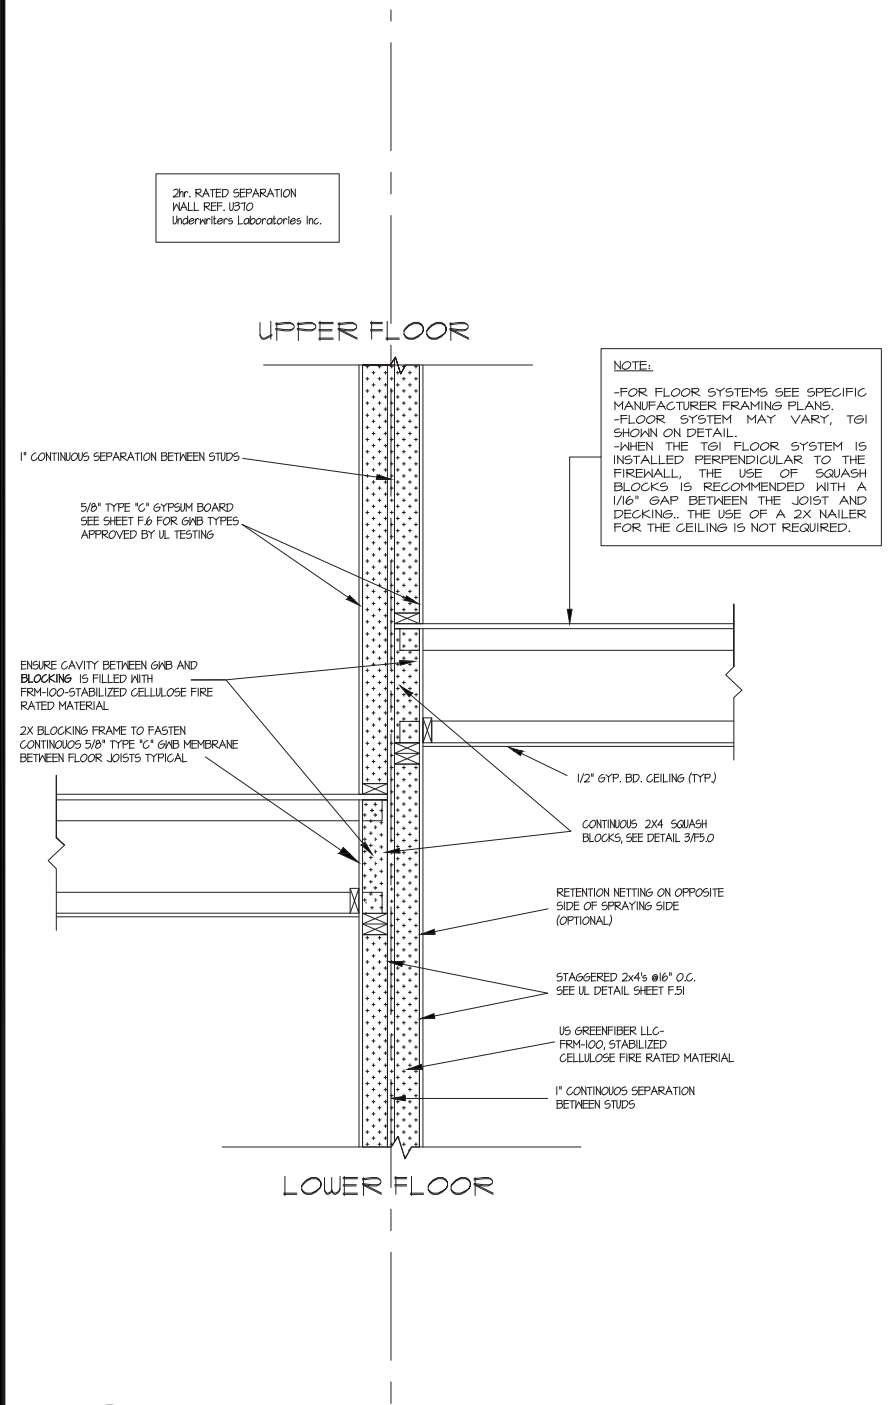 2hr. RATED SEPARATION
WALL REF. U370
Underwriters Laboratories Inc.
UPPER FLOOR
NOTE:
-FOR FLOOR SYSTEMS SEE SPECIFIC
MANUFACTURER FRAMING PLANS.
-FLOOR SYSTEM MAY VARY, TGI
SHOWN ON DETAIL.
-WHEN THE TGI FLOOR SYSTEM IS
INSTALLED PERPENDICULAR TO THE
FIREWALL, THE USE OF SQUASH
BLOCKS IS RECOMMENDED WITH A
1/16" GAP BETWEEN THE JOIST AND
DECKING.. THE USE OF A 2X NAILER
FOR THE CEILING IS NOT REQUIRED.
1" CONTINUOUS SEPARATION BETWEEN STUDS
5/8" TYPE "C" GYPSUM BOARD
SEE SHEET F.6 FOR GWB TYPES
APPROVED BY UL TESTING
ENSURE CAVITY BETWEEN GWB AND
BLOCKING IS FILLED WITH
FRM-100-STABILIZED CELLULOSE FIRE
RATED MATERIAL
2X BLOCKING FRAME TO FASTEN
CONTINOUOS 5/8" TYPE "C" GWB MEMBRANE
BETWEEN FLOOR JOISTS TYPICAL
1/2" GYP. BD. CEILING (TYP.)
CONTINUOUS 2X4 SQUASH
BLOCKS, SEE DETAIL 3/F5.0
RETENTION NETTING ON OPPOSITE
SIDE OF SPRAYING SIDE
(OPTIONAL)
STAGGERED 2x4's @16" O.C.
SEE UL DETAIL SHEET F.51
US GREENFIBER LLC-
FRM-100, STABILIZED
CELLULOSE FIRE RATED MATERIAL
1" CONTINOUOS SEPARATION
BETWEEN STUDS
LOWER FLOOR